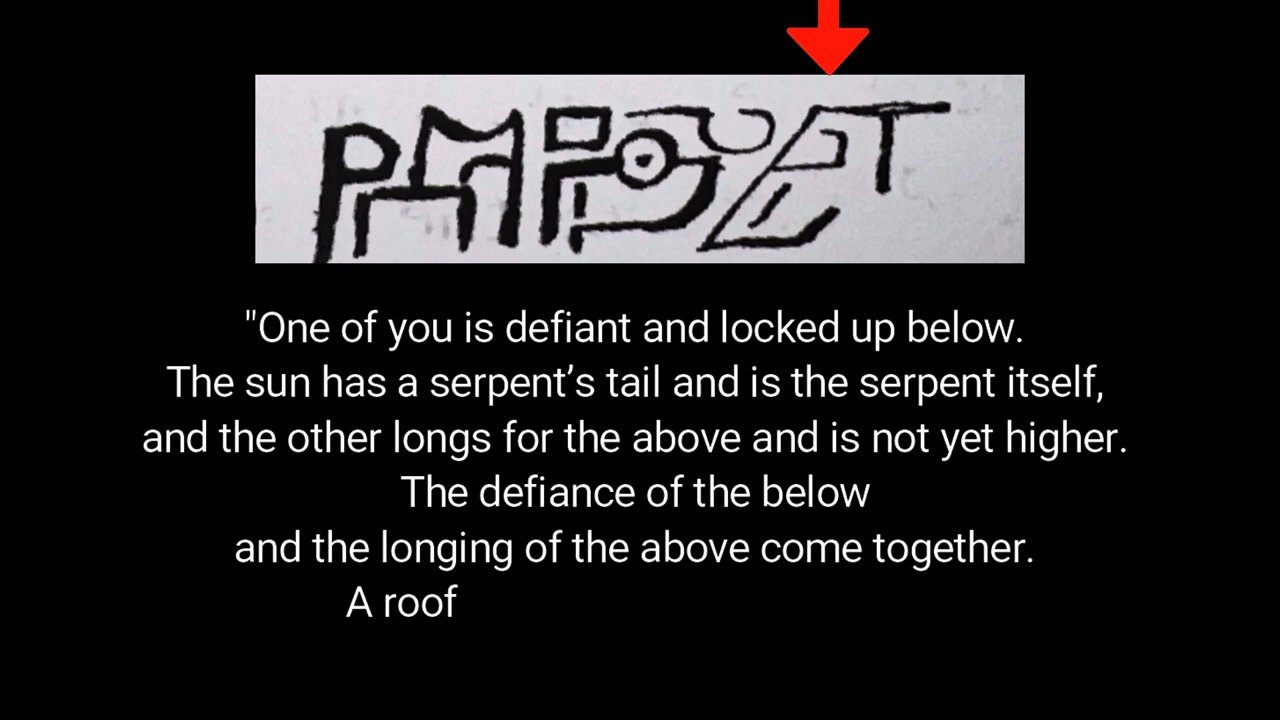 "One of you is defiant and locked up below.
The sun has a serpent’s tail and is the serpent itself,
and the other longs for the above and is not yet higher.
The defiance of the below
and the longing of the above come together.
A roof